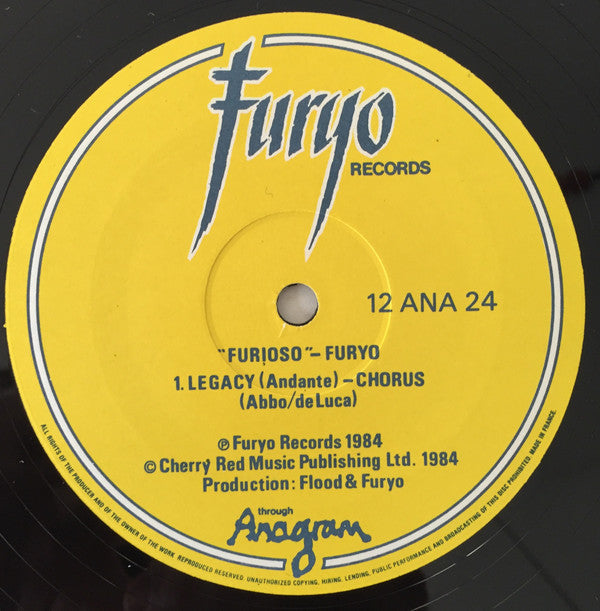 Furyo
RECORDS
12 ANA 24
"FURIOSO"–FURYO
1. LEGACY (Andante) – CHORUS
(Abbo/de Luca)
℗ Furyo Records 1984
© Cherry Red Music Publishing Ltd. 1984
Production: Flood & Furyo
through
Anagram
ALL RIGHTS OF THE PRODUCER AND OF THE OWNER OF THE WORK REPRODUCED RESERVED. UNAUTHORIZED COPYING, HIRING, LENDING, PUBLIC PERFORMANCE AND BROADCASTING OF THIS DISC PROHIBITED. MADE IN FRANCE.